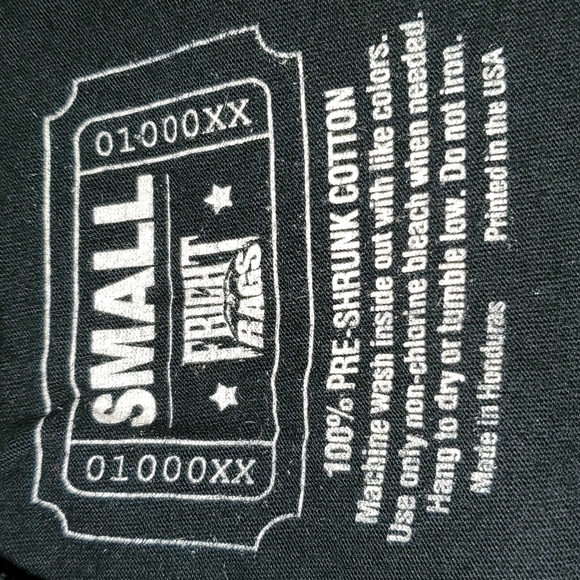 01000XX
SMALL
FRIGHT
RAGS
01000XX
100% PRE-SHRUNK COTTON
Machine wash inside out with like colors.
Use only non-chlorine bleach when needed.
Hang to dry or tumble low. Do not iron.
Made in Honduras Printed in the USA